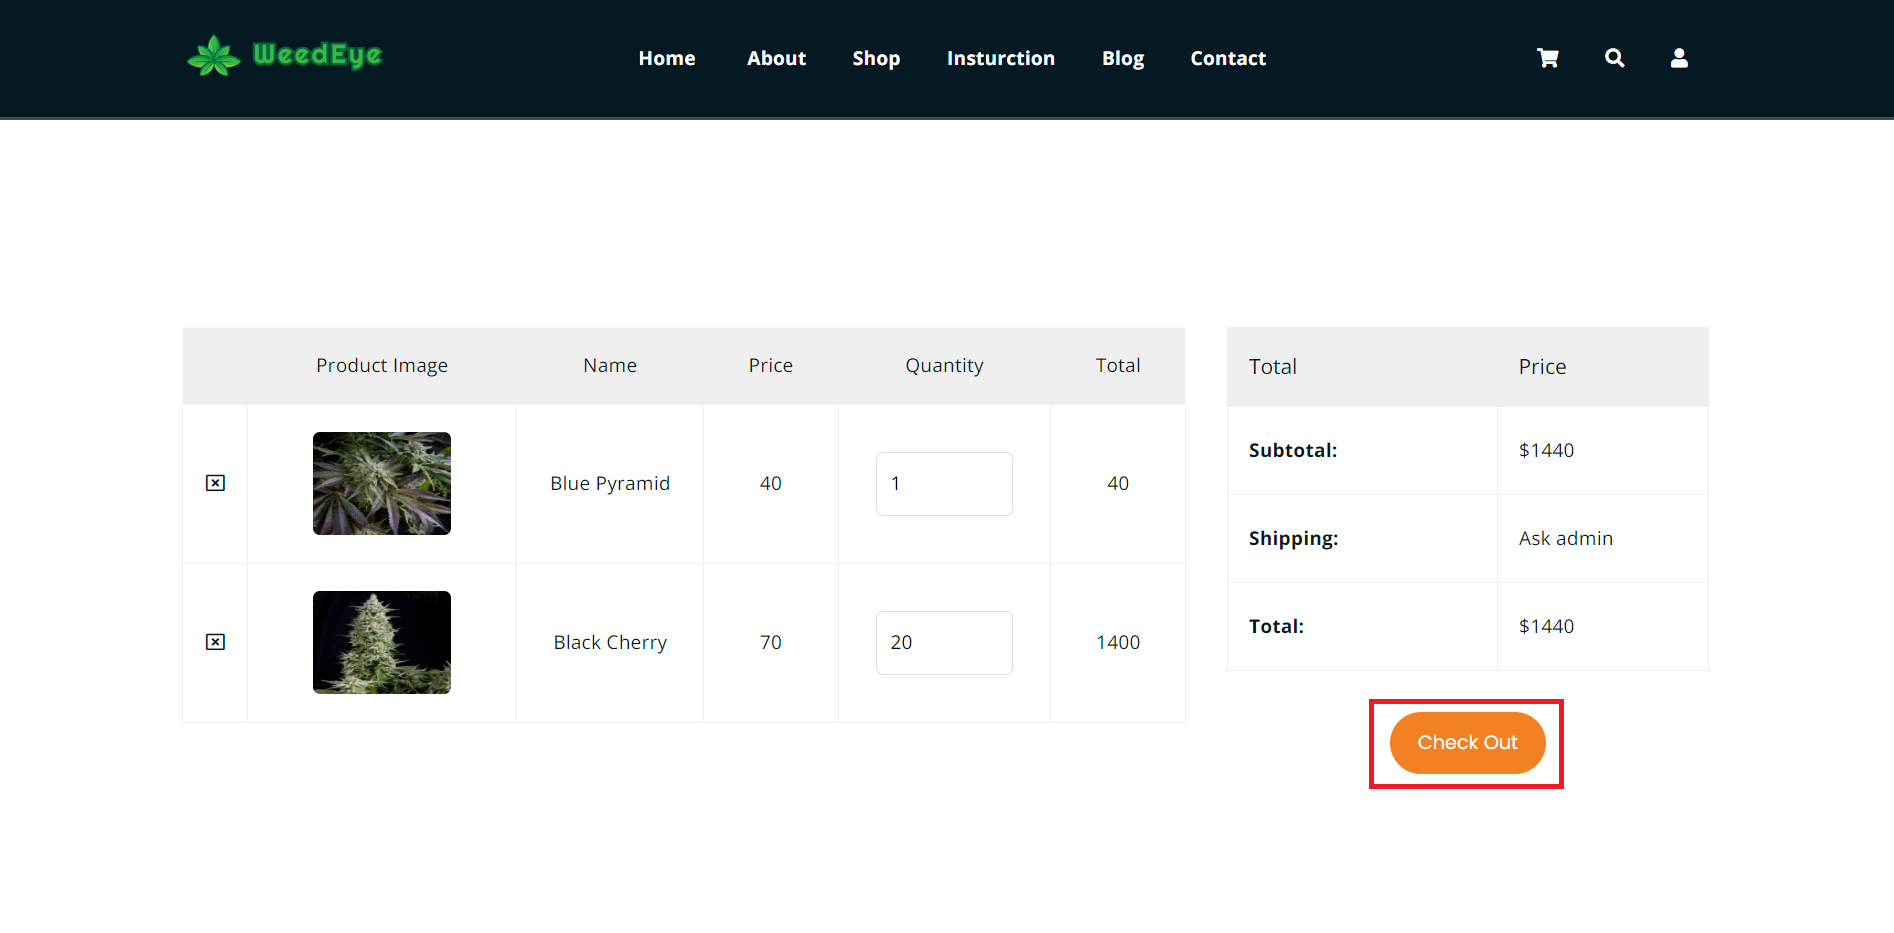 WeedEye
Home About Shop Insturction Blog Contact
Product Image Name Price Quantity Total
Blue Pyramid 40 1 40
Black Cherry 70 20 1400
Total Price
Subtotal: $1440
Shipping: Ask admin
Total: $1440
Check Out